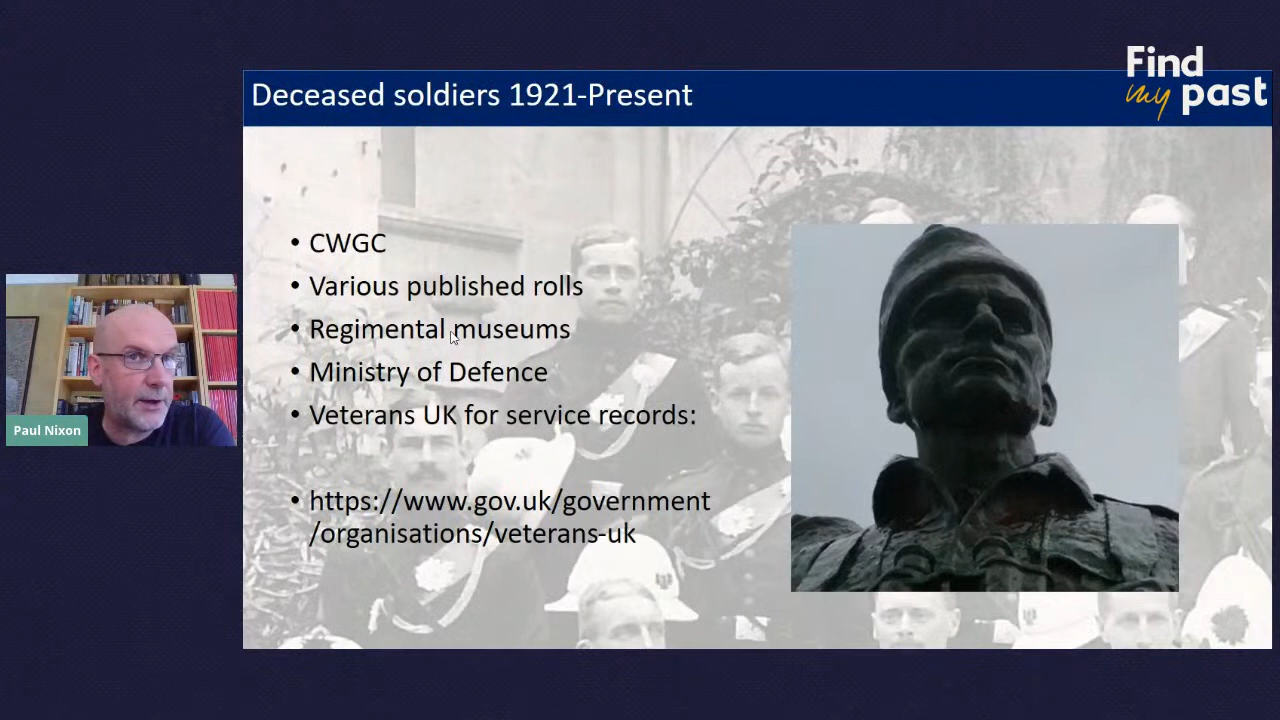 Find
my past
Deceased soldiers 1921-Present
• CWGC
• Various published rolls
• Regimental museums
• Ministry of Defence
• Veterans UK for service records:
• https://www.gov.uk/government
/organisations/veterans-uk
Paul Nixon